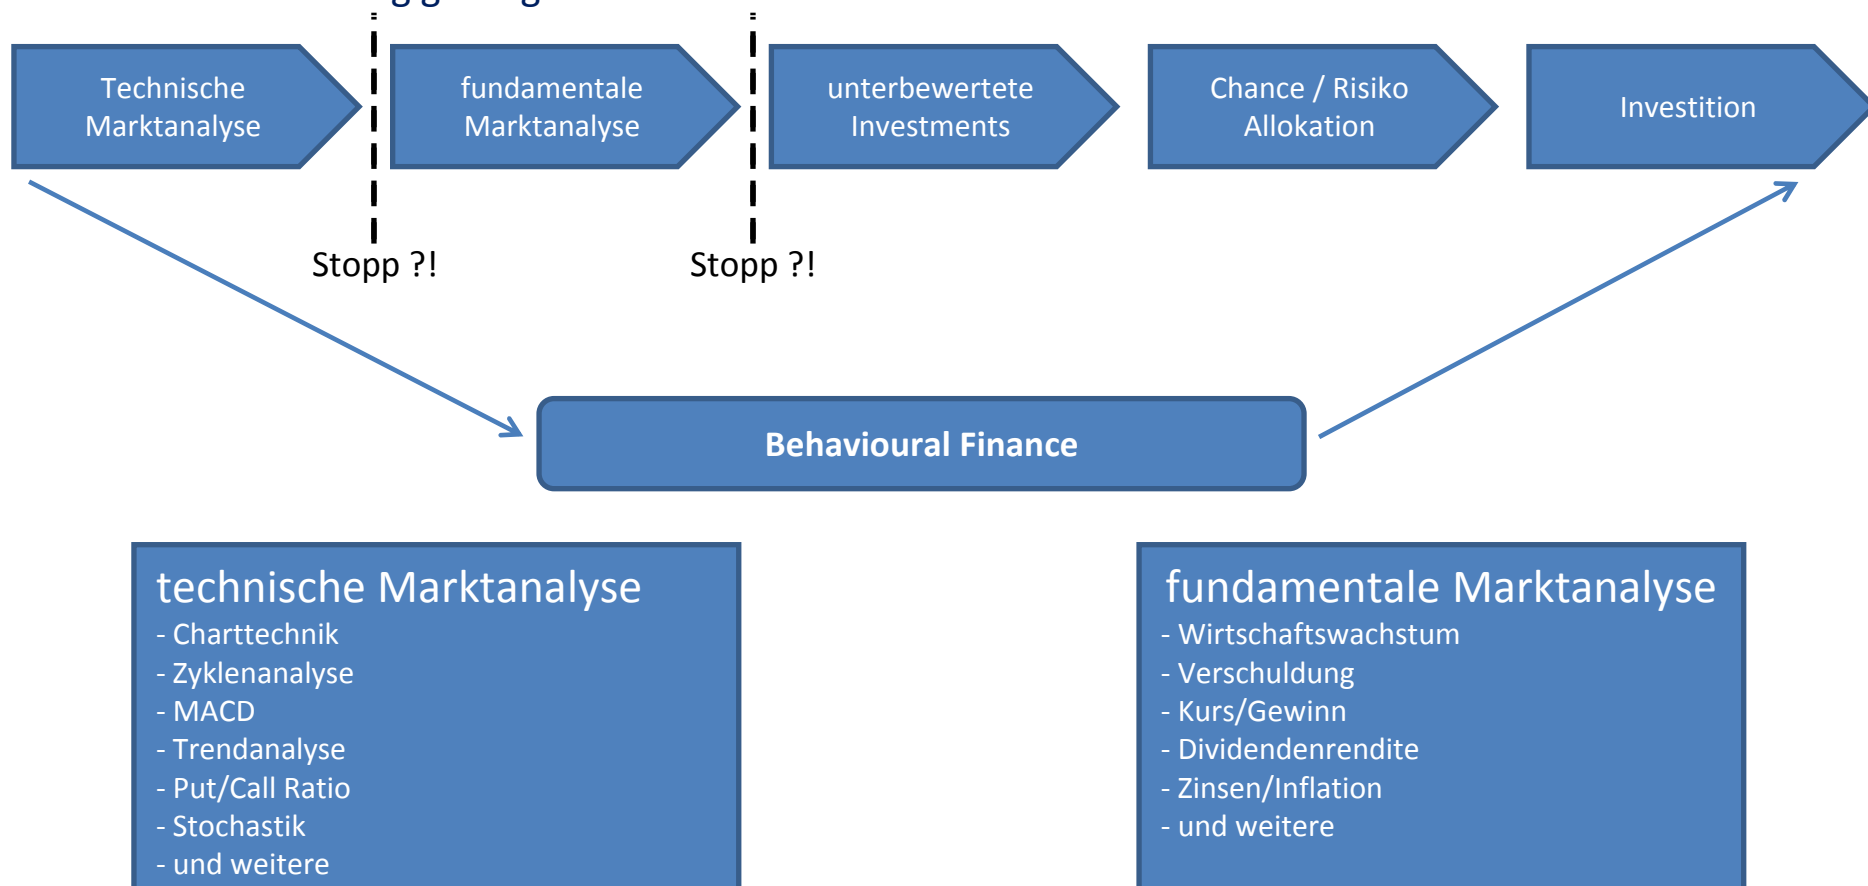 Technische
Marktanalyse
fundamentale
Marktanalyse
unterbewertete
Investments
Chance / Risiko
Allokation
Investition
Stopp ?!
Stopp ?!
Behavioural Finance
technische Marktanalyse
- Charttechnik
- Zyklenanalyse
- MACD
- Trendanalyse
- Put/Call Ratio
- Stochastik
- und weitere
fundamentale Marktanalyse
- Wirtschaftswachstum
- Verschuldung
- Kurs/Gewinn
- Dividendenrendite
- Zinsen/Inflation
- und weitere